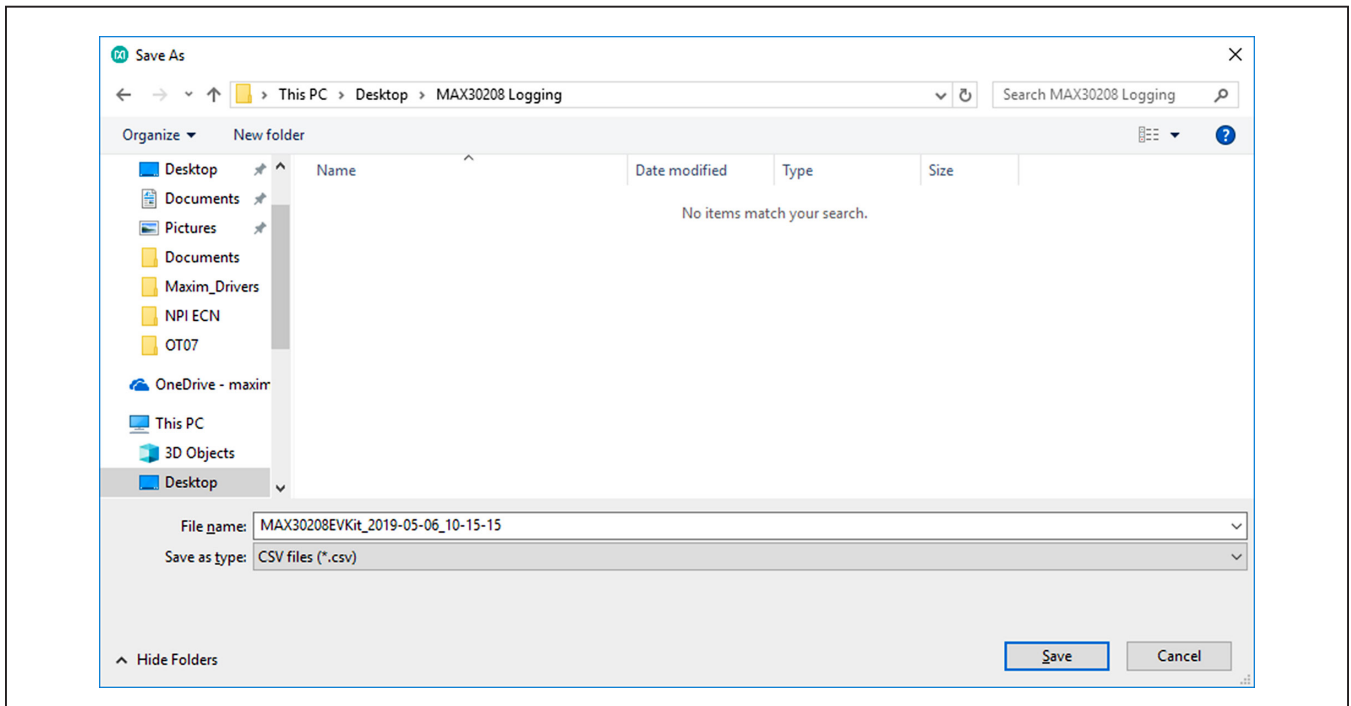 Save As
This PC > Desktop > MAX30208 Logging
Search MAX30208 Logging
Organize
New folder
Name
Date modified
Type
Size
No items match your search.
Desktop
Documents
Pictures
Documents
Maxim_Drivers
NPI ECN
OT07
OneDrive - maxim
This PC
3D Objects
Desktop
File name: MAX30208EVKit_2019-05-06_10-15-15
Save as type: CSV files (*.csv)
Hide Folders
Save
Cancel